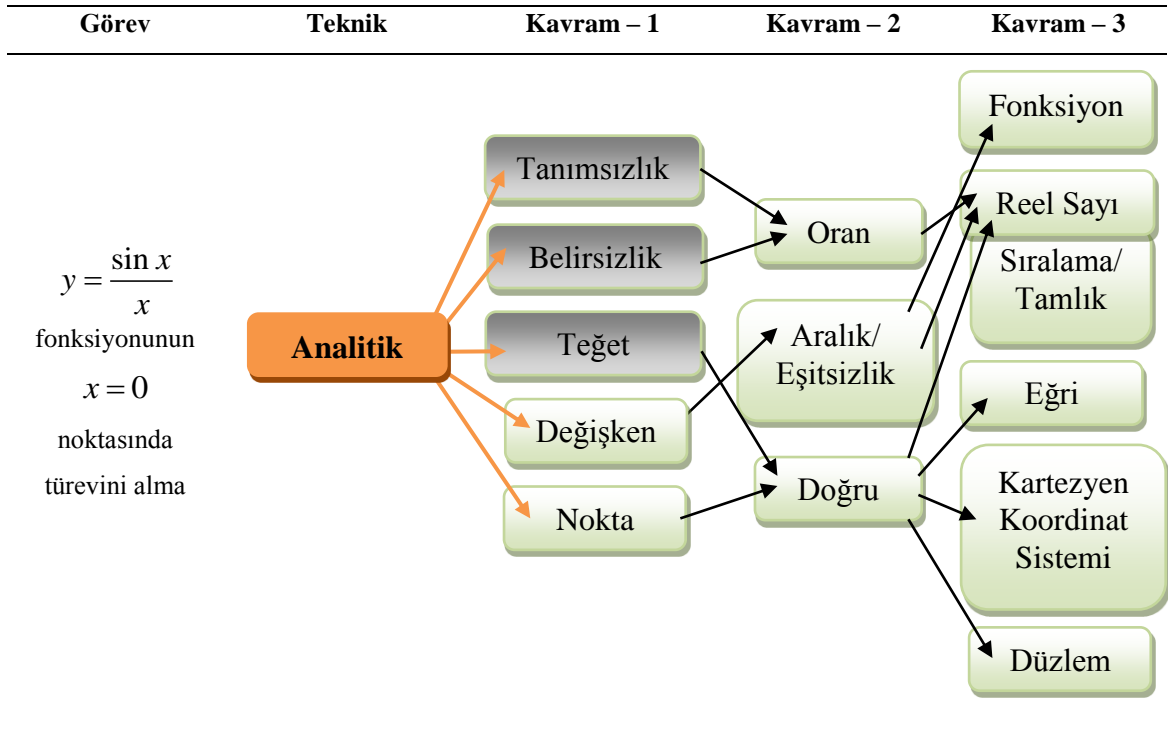 Görev Teknik Kavram – 1 Kavram – 2 Kavram – 3
y = sin x / x
fonksiyonunun
x = 0
noktasında
türevini alma
Analitik
Tanımsızlık
Belirsizlik
Teğet
Değişken
Nokta
Oran
Aralık/
Eşitsizlik
Doğru
Fonksiyon
Reel Sayı
Sıralama/
Tamlık
Eğri
Kartezyen
Koordinat
Sistemi
Düzlem